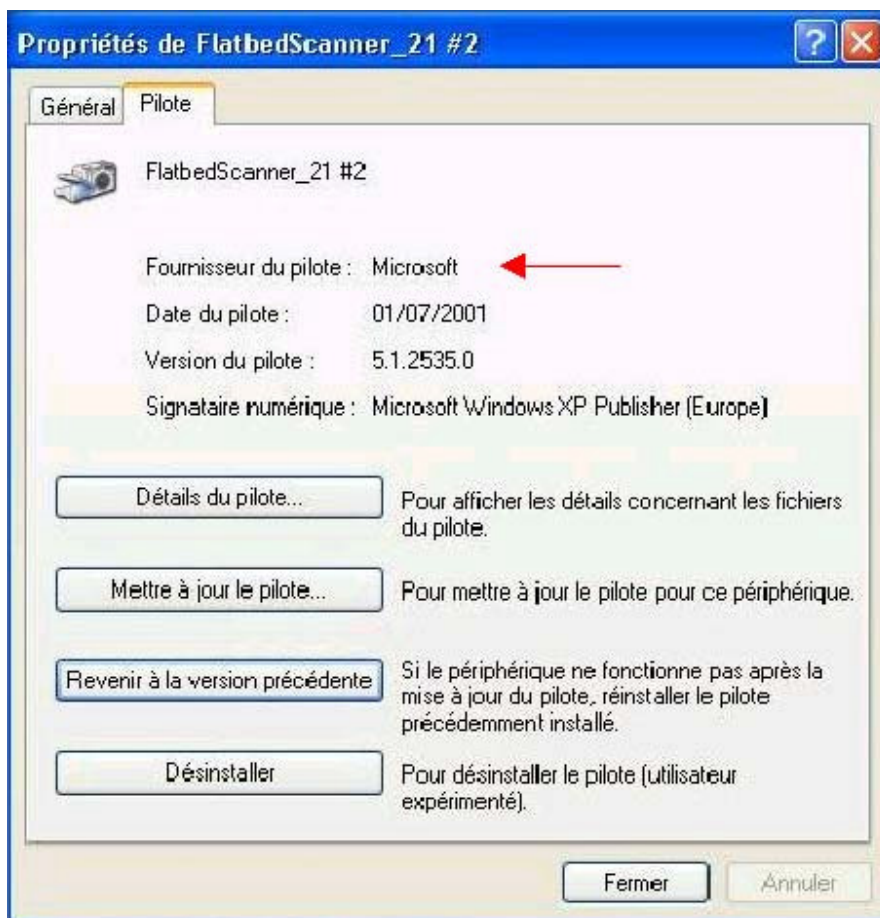 Propriétés de FlatbedScanner_21 #2
Général
Pilote
FlatbedScanner_21 #2
Fournisseur du pilote : Microsoft
Date du pilote : 01/07/2001
Version du pilote : 5.1.2535.0
Signataire numérique : Microsoft Windows XP Publisher (Europe)
Détails du pilote...
Pour afficher les détails concernant les fichiers
du pilote.
Mettre à jour le pilote...
Pour mettre à jour le pilote pour ce périphérique.
Revenir à la version précédente
Si le périphérique ne fonctionne pas après la
mise à jour du pilote, réinstaller le pilote
précédemment installé.
Désinstaller
Pour désinstaller le pilote (utilisateur
expérimenté).
Fermer
Annuler